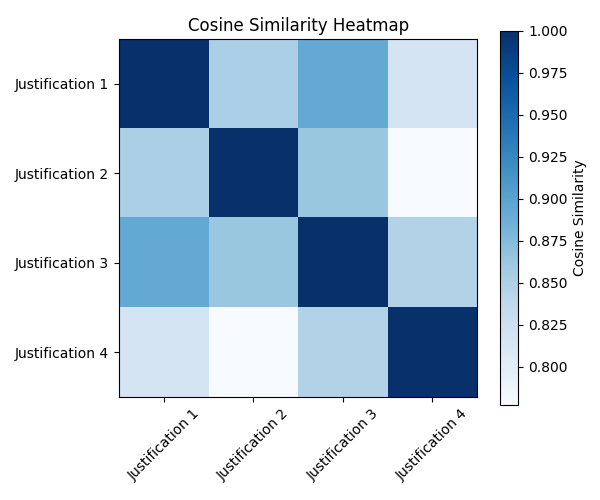 Cosine Similarity Heatmap
Justification 1
Justification 2
Justification 3
Justification 4
Justification 1
Justification 2
Justification 3
Justification 4
1.000
0.975
0.950
0.925
0.900
0.875
0.850
0.825
0.800
Cosine Similarity